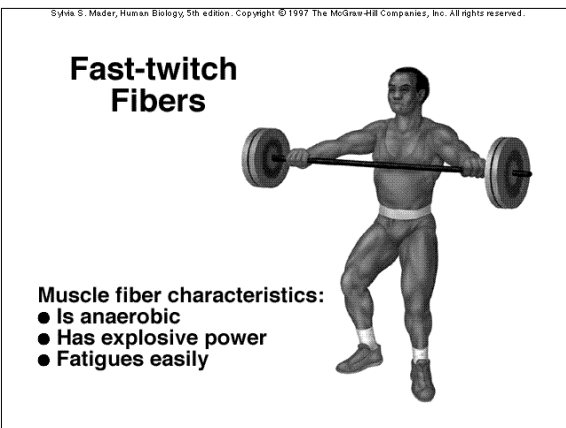 Sylvia S. Mader, Human Biology, 5th edition. Copyright © 1997 The McGraw-Hill Companies, Inc. All rights reserved.
Fast-twitch
Fibers
Muscle fiber characteristics:
● Is anaerobic
● Has explosive power
● Fatigues easily